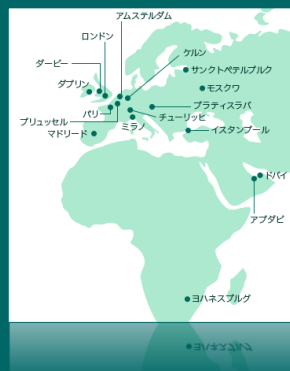 アムステルダム
ロンドン
ケルン
ダービー
サンクトペテルブルク
ダブリン
モスクワ
パリ
ブラティスラバ
ブリュッセル
チューリッヒ
マドリード
ミラノ
イスタンブール
ドバイ
アブダビ
ヨハネスブルグ